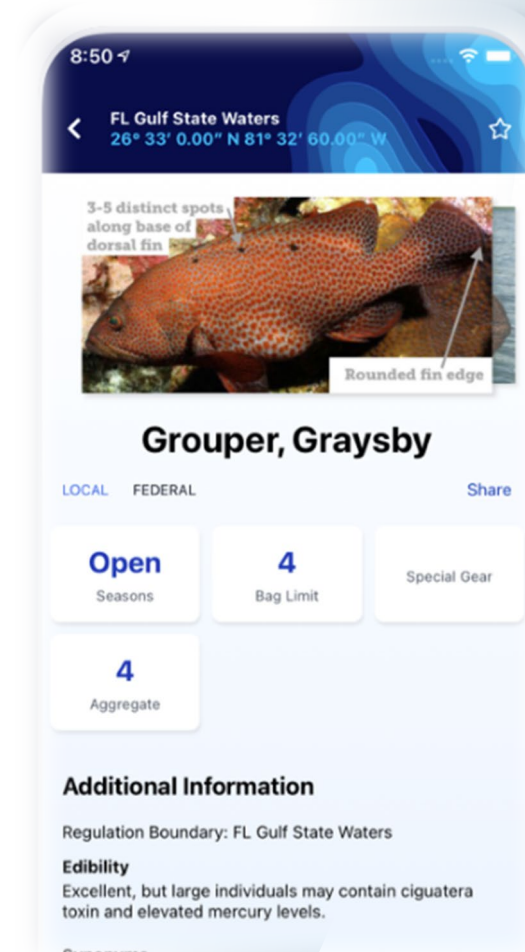 8:50
FL Gulf State Waters
26° 33' 0.00" N 81° 32' 60.00" W
3-5 distinct spots
along base of
dorsal fin
Rounded fin edge
Grouper, Graysby
LOCAL FEDERAL Share
Open
Seasons
4
Bag Limit
Special Gear
4
Aggregate
Additional Information
Regulation Boundary: FL Gulf State Waters
Edibility
Excellent, but large individuals may contain ciguatera
toxin and elevated mercury levels.